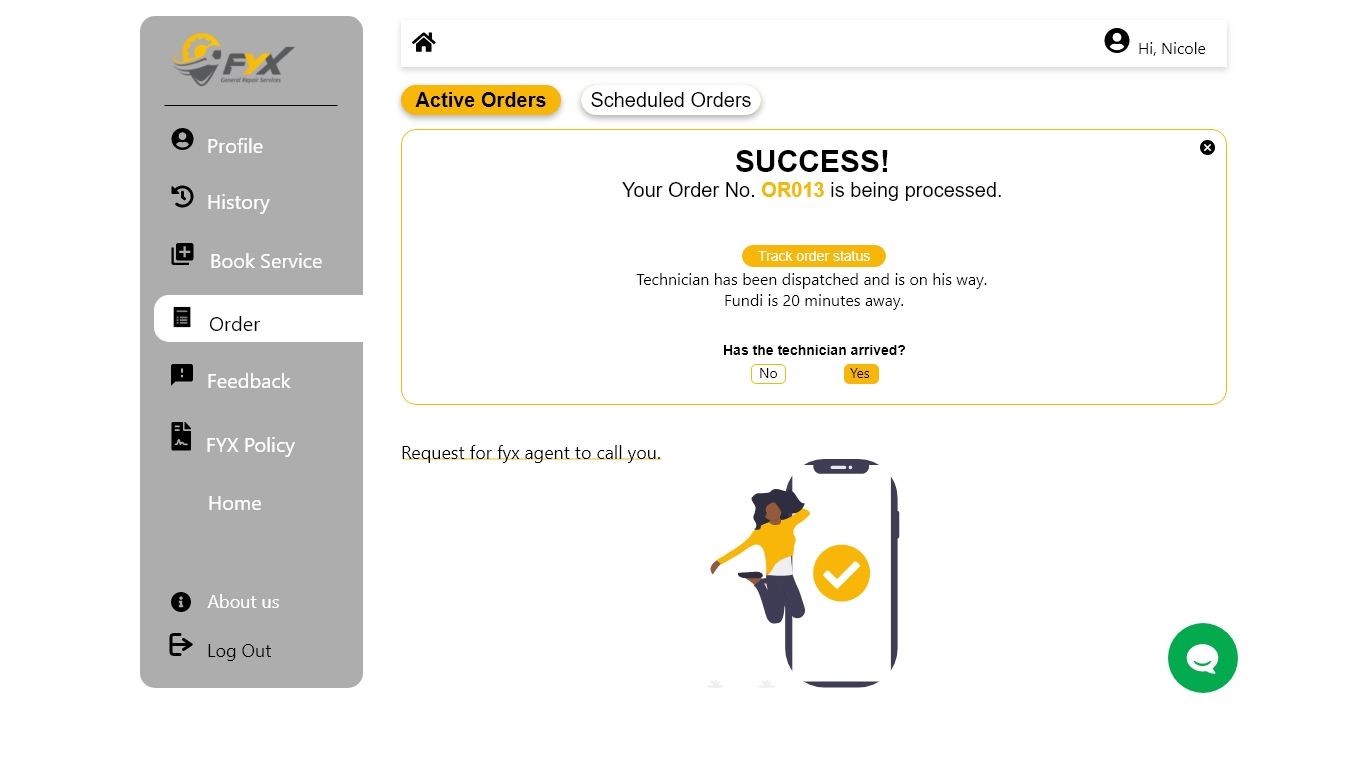 FYX
General Repair Services
Profile
History
Book Service
Order
Feedback
FYX Policy
Home
About us
Log Out
Hi, Nicole
Active Orders
Scheduled Orders
SUCCESS!
Your Order No. OR013 is being processed.
Track order status
Technician has been dispatched and is on his way.
Fundi is 20 minutes away.
Has the technician arrived?
No
Yes
Request for fyx agent to call you.